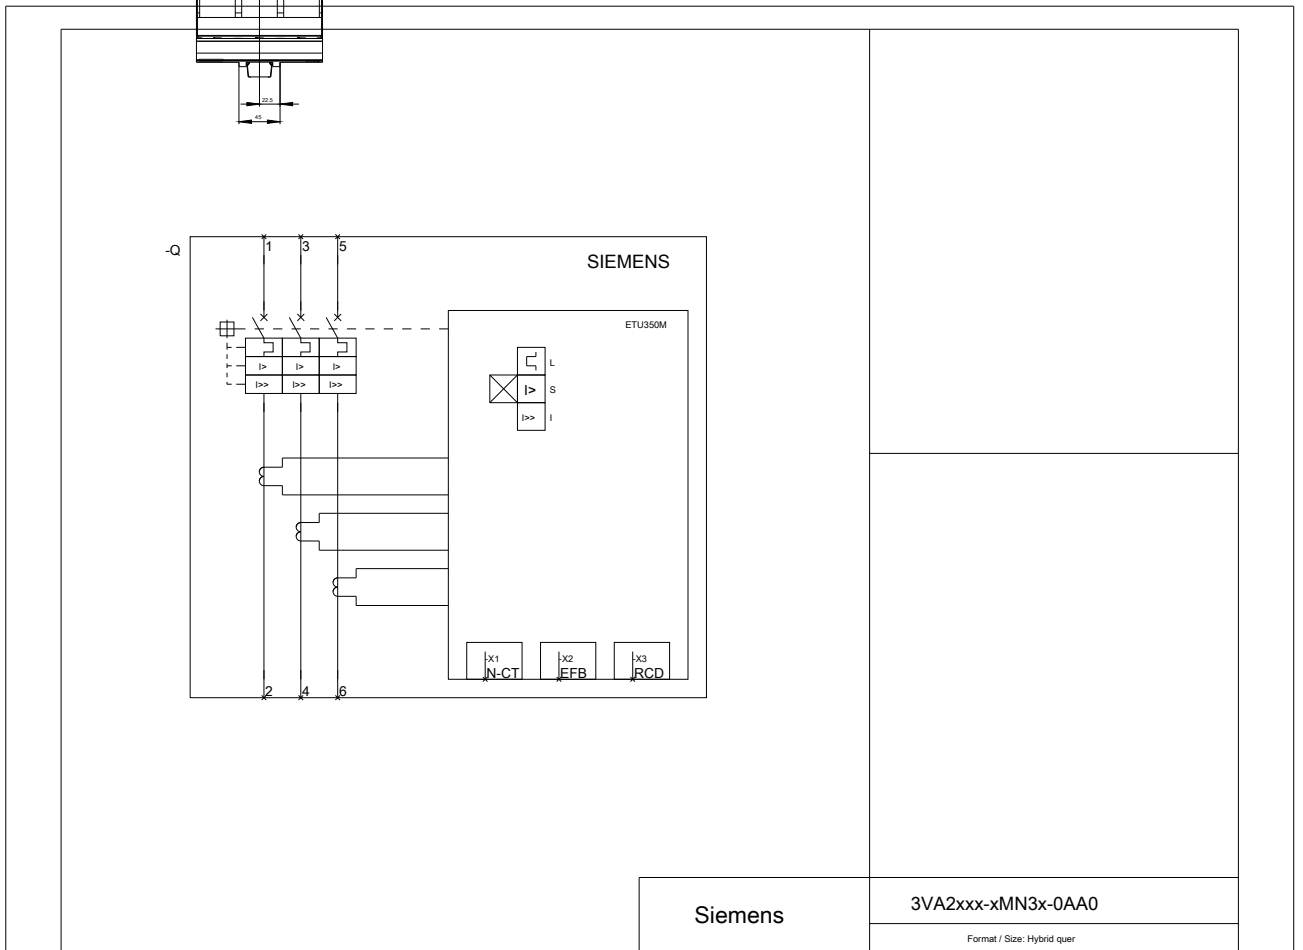 22.5
45
-Q
1 3 5
SIEMENS
ETU350M
L
I> I> I>
I> S
I>> I>> I>>
I>> I
-X1 -X2 -X3
N-CT EFB RCD
2 4 6
Siemens
3VA2xxx-xMN3x-0AA0
Format / Size: Hybrid quer